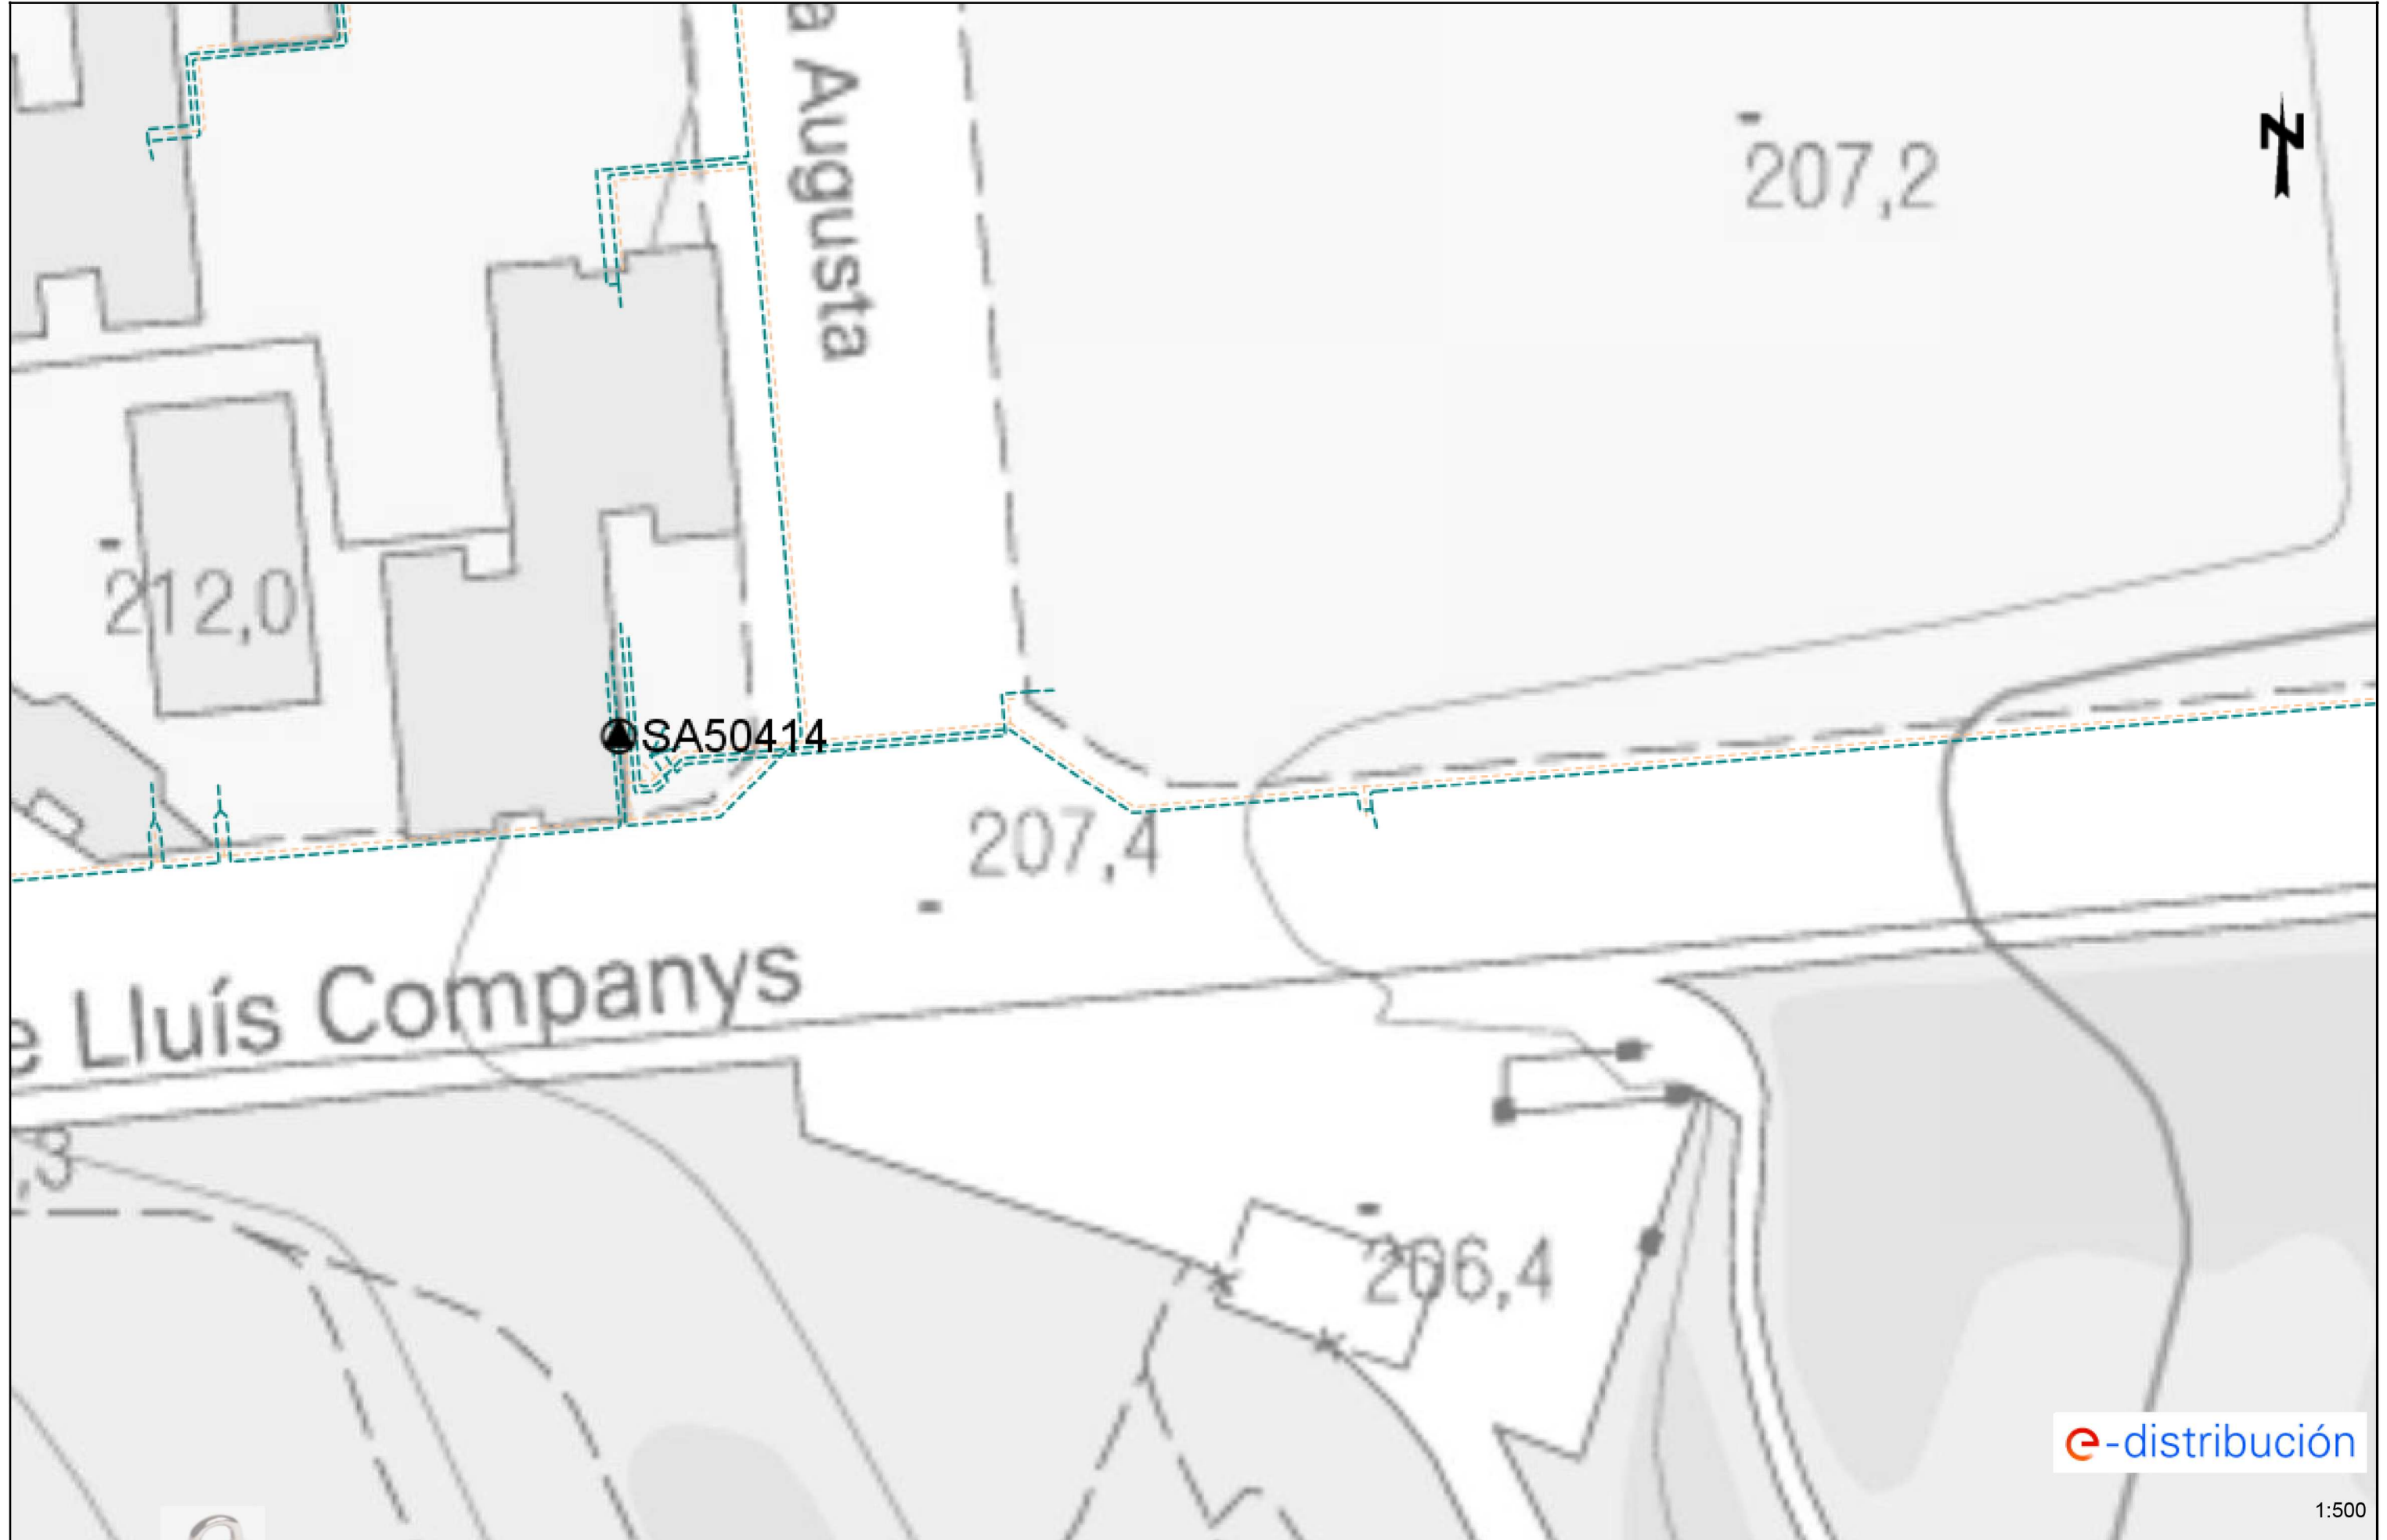 a Augusta
207,2
N
212,0
SA50414
207,4
e Lluís Companys
,3
206,4
e-distribución
1:500